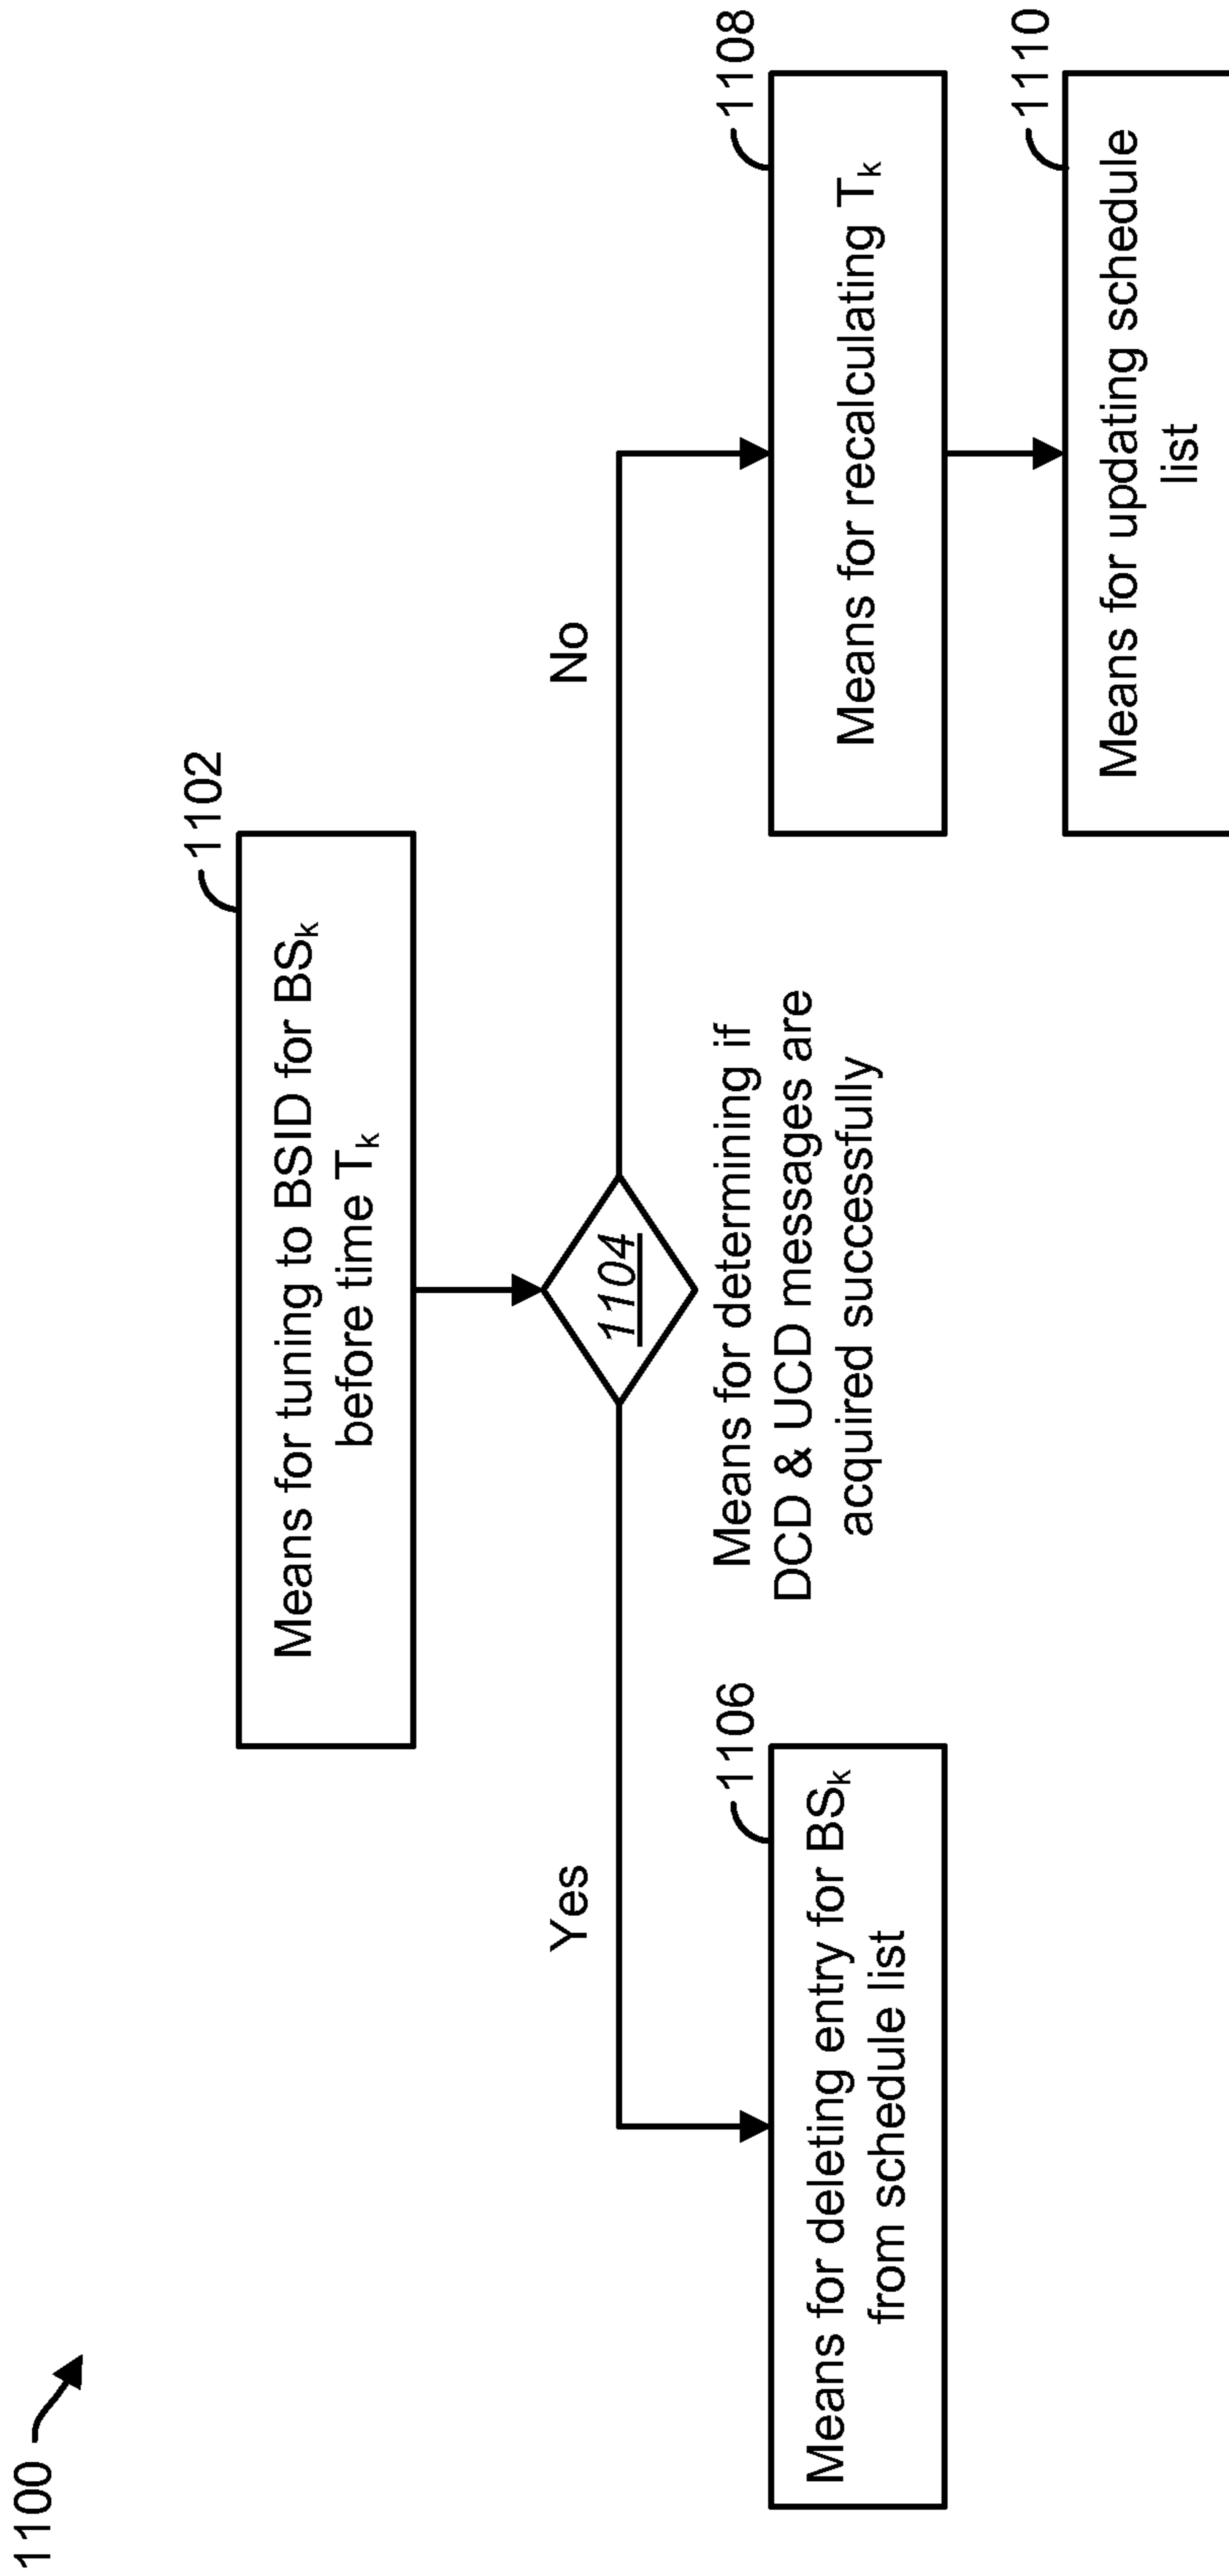 1100
1102
Means for tuning to BSID for BSk
before time Tk
1104
Yes
No
Means for determining if
DCD & UCD messages are
acquired successfully
1106
Means for deleting entry for BSk
from schedule list
1108
Means for recalculating Tk
1110
Means for updating schedule
list